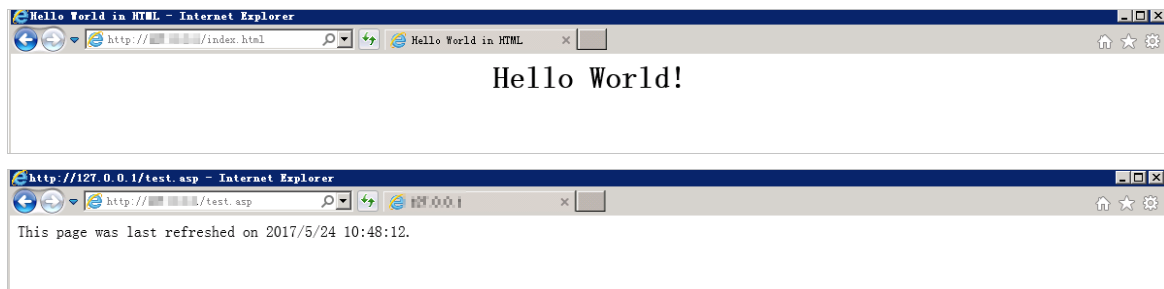 Hello World in HTML - Internet Explorer
http:// /index.html
Hello World in HTML
Hello World!
http://127.0.0.1/test.asp - Internet Explorer
http:// /test.asp
This page was last refreshed on 2017/5/24 10:48:12.